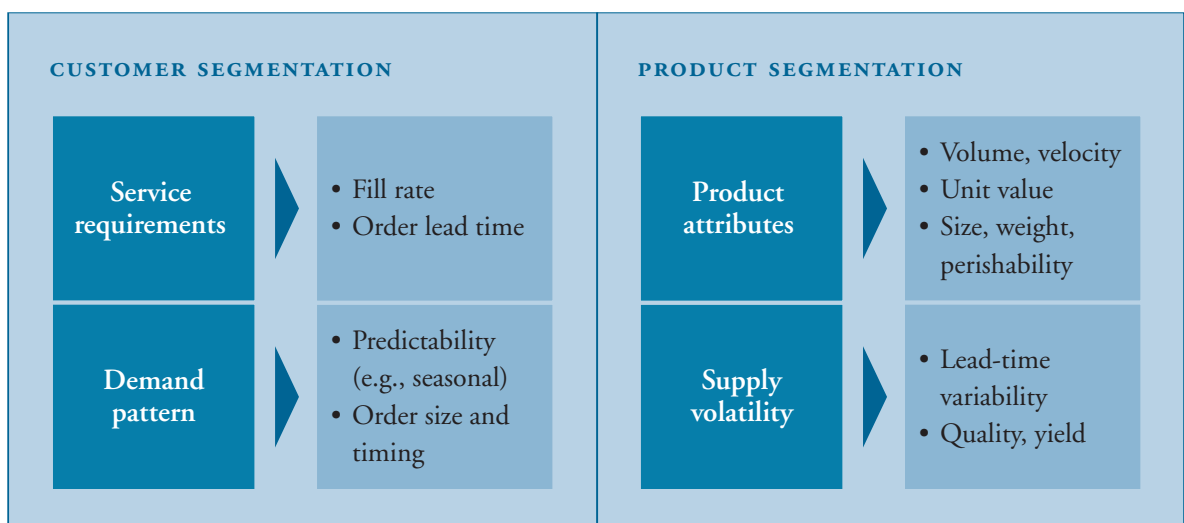 CUSTOMER SEGMENTATION
Service
requirements
• Fill rate
• Order lead time
Demand
pattern
• Predictability
(e.g., seasonal)
• Order size and
timing
PRODUCT SEGMENTATION
Product
attributes
• Volume, velocity
• Unit value
• Size, weight,
perishability
Supply
volatility
• Lead-time
variability
• Quality, yield